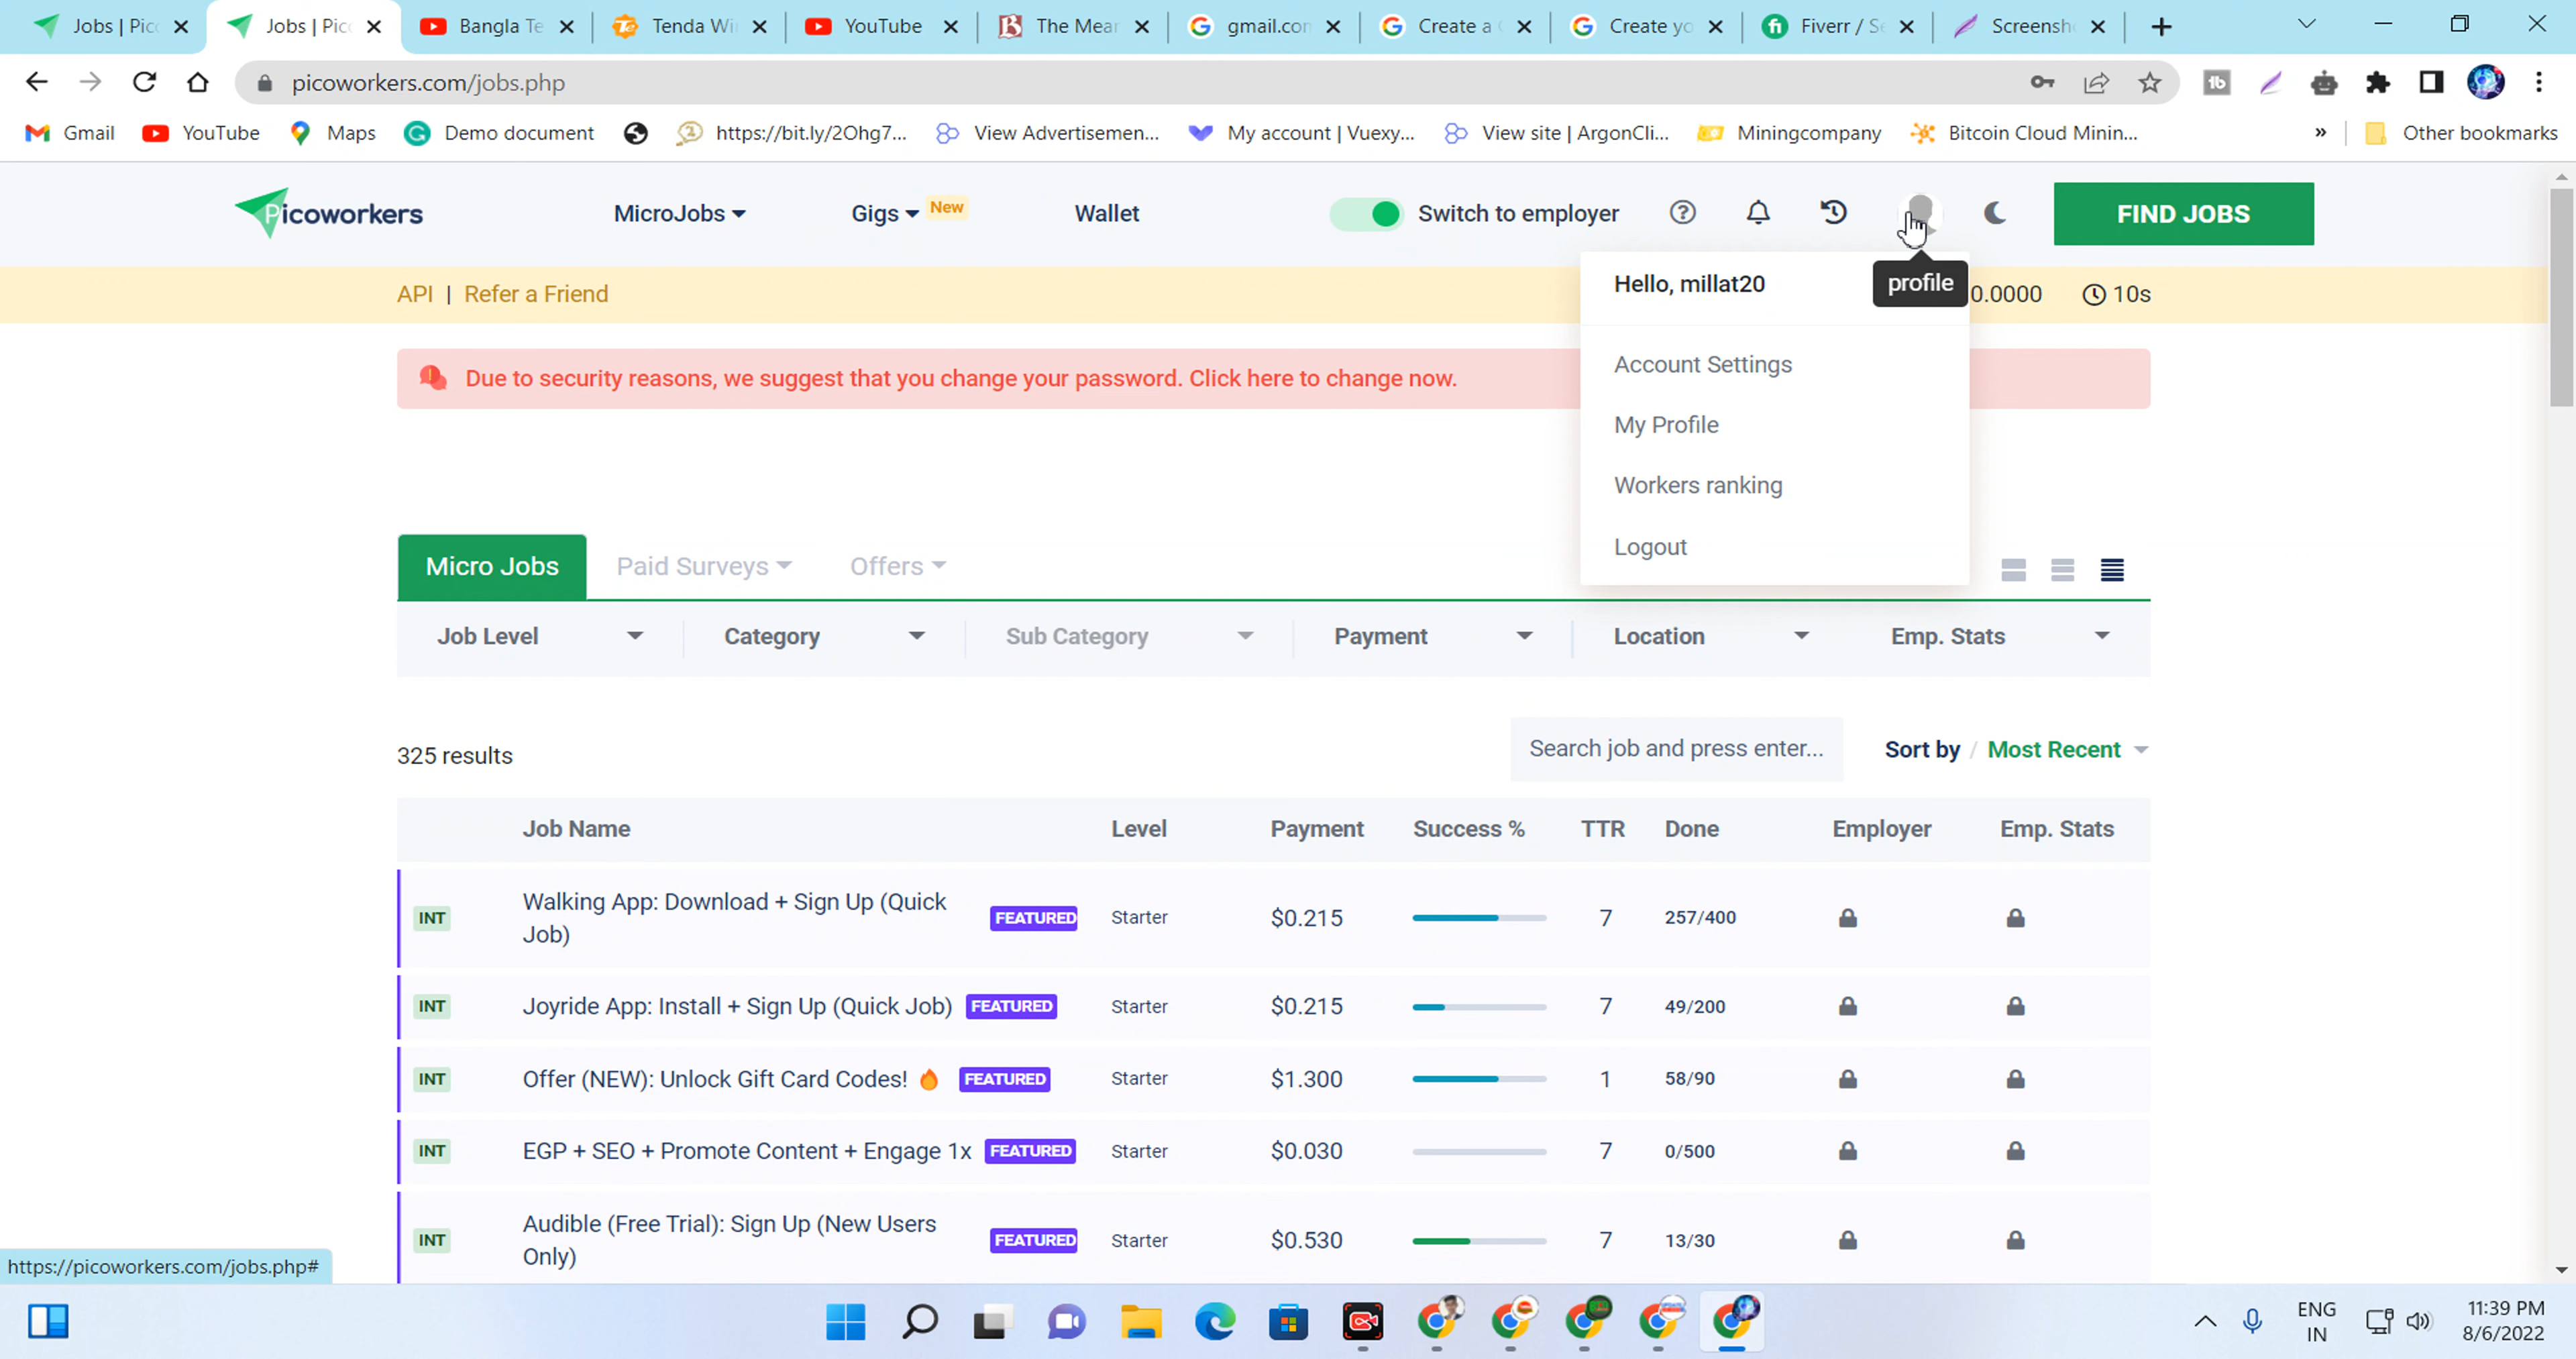 Jobs | Pic
Jobs | Pic
Bangla Te
Tenda Wi
YouTube
The Mear
gmail.con
Create a
Create yo
Fiverr / Se
Screensh
picoworkers.com/jobs.php
Gmail
YouTube
Maps
Demo document
https://bit.ly/2Ohg7...
View Advertisemen...
My account | Vuexy...
View site | ArgonCli...
Miningcompany
Bitcoin Cloud Minin...
»
Other bookmarks
Picoworkers
MicroJobs
Gigs
New
Wallet
Switch to employer
FIND JOBS
API | Refer a Friend
Hello, millat20
profile
0.0000
10s
Due to security reasons, we suggest that you change your password. Click here to change now.
Account Settings
My Profile
Workers ranking
Logout
Micro Jobs
Paid Surveys
Offers
Job Level
Category
Sub Category
Payment
Location
Emp. Stats
325 results
Search job and press enter...
Sort by / Most Recent
Job Name Level Payment Success % TTR Done Employer Emp. Stats
INT Walking App: Download + Sign Up (Quick
Job) FEATURED Starter $0.215 7 257/400
INT Joyride App: Install + Sign Up (Quick Job) FEATURED Starter $0.215 7 49/200
INT Offer (NEW): Unlock Gift Card Codes! 🔥 FEATURED Starter $1.300 1 58/90
INT EGP + SEO + Promote Content + Engage 1x FEATURED Starter $0.030 7 0/500
INT Audible (Free Trial): Sign Up (New Users
Only) FEATURED Starter $0.530 7 13/30
https://picoworkers.com/jobs.php#
ENG
IN
11:39 PM
8/6/2022